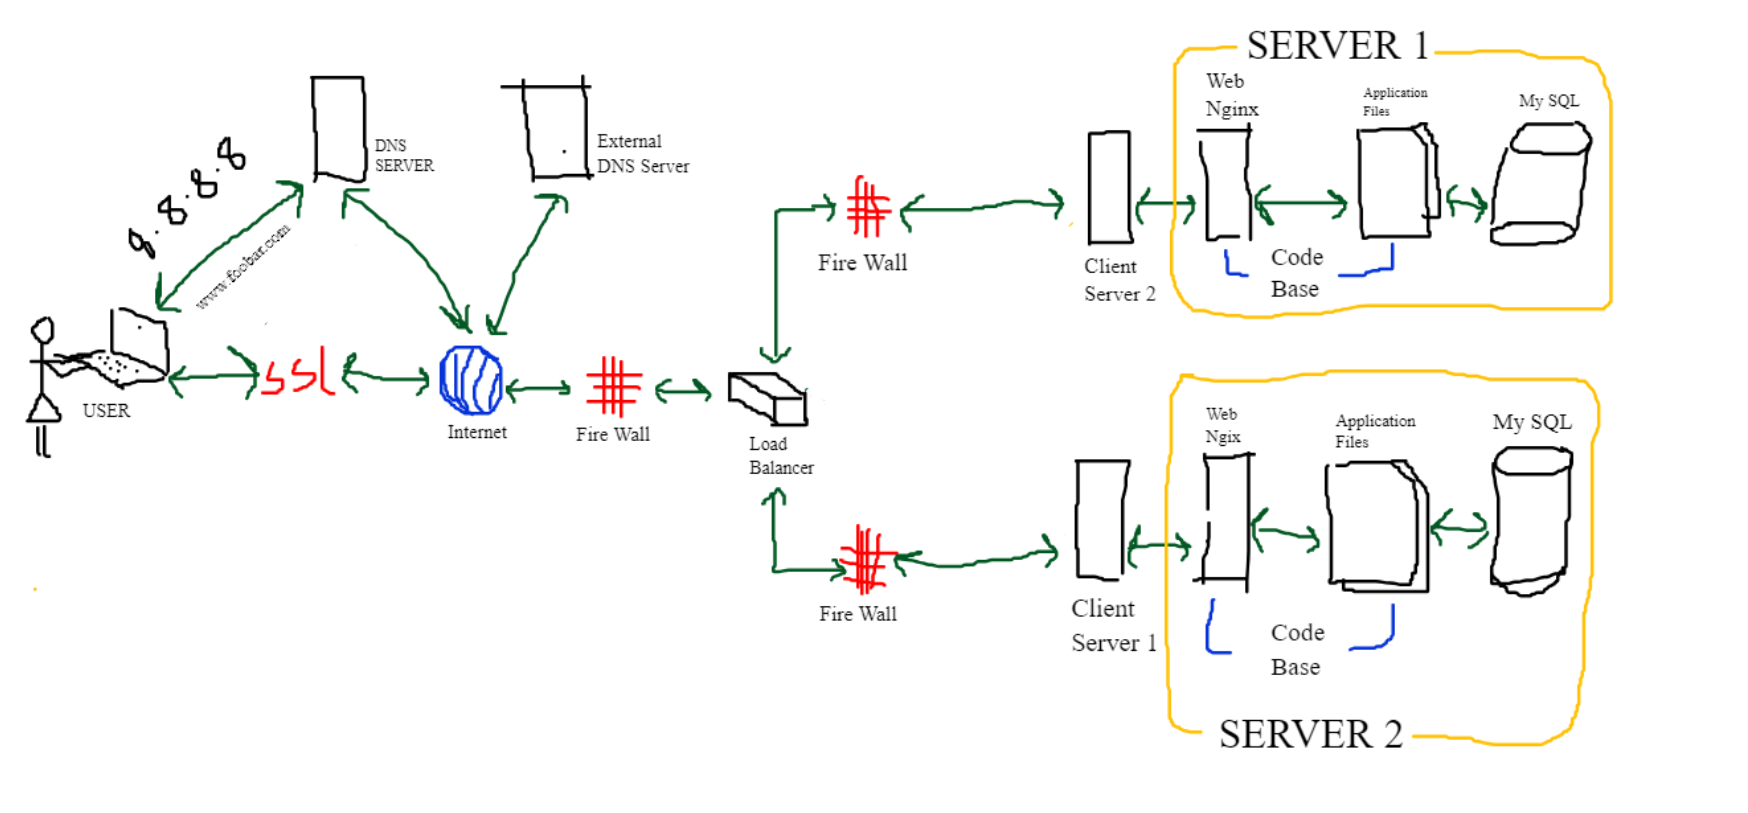 SERVER 1
Web
Nginx
Application
Files
My SQL
DNS
SERVER
External
DNS Server
8.8.8.8
www.foobar.com
Fire Wall
Client
Server 2
Code
Base
USER
ssl
Internet
Fire Wall
Load
Balancer
Web
Ngix
Application
Files
My SQL
Fire Wall
Client
Server 1
Code
Base
SERVER 2